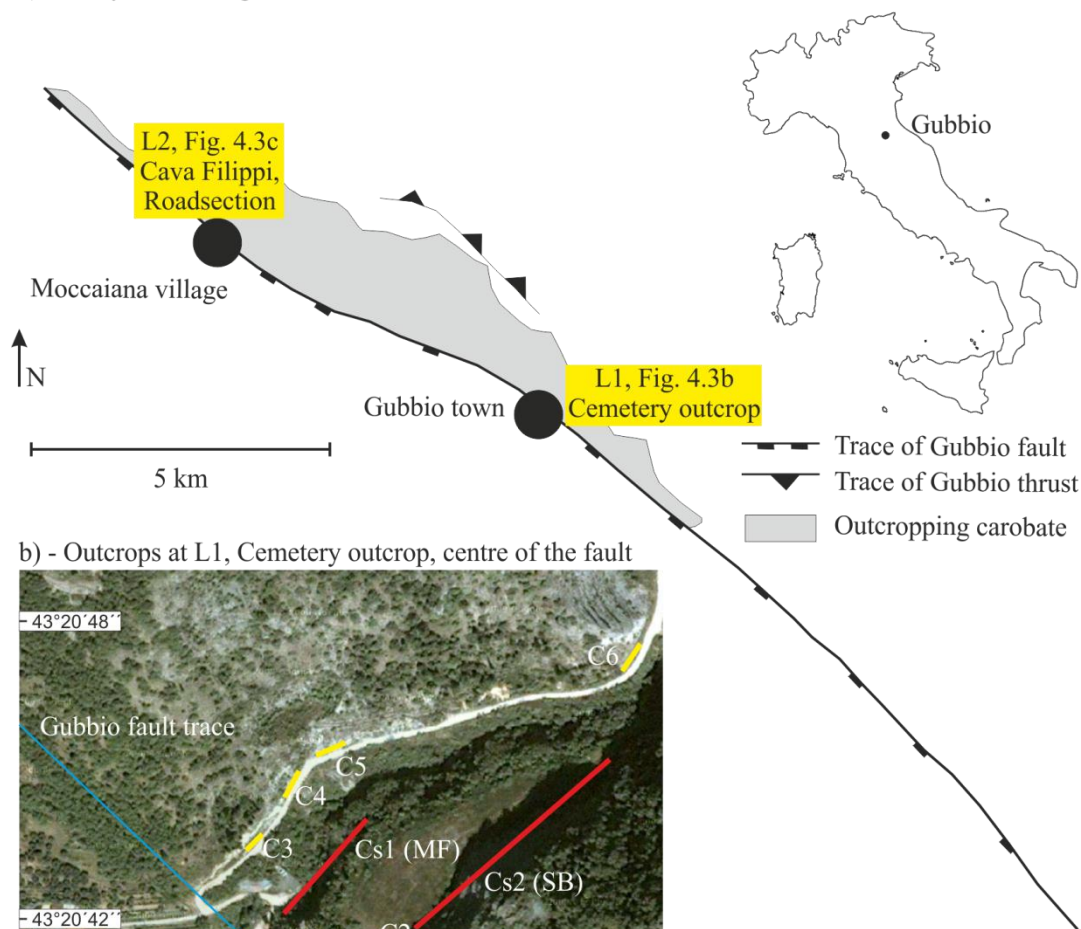 L2, Fig. 4.3c
Cava Filippi,
Roadsection
Gubbio
Moccaiana village
N
L1, Fig. 4.3b
Cemetery outcrop
Gubbio town
5 km
Trace of Gubbio fault
Trace of Gubbio thrust
Outcropping carobate
b) - Outcrops at L1, Cemetery outcrop, centre of the fault
43°20´48´´
C6
Gubbio fault trace
C5
C4
C3
Cs1 (MF)
Cs2 (SB)
43°20´42´´